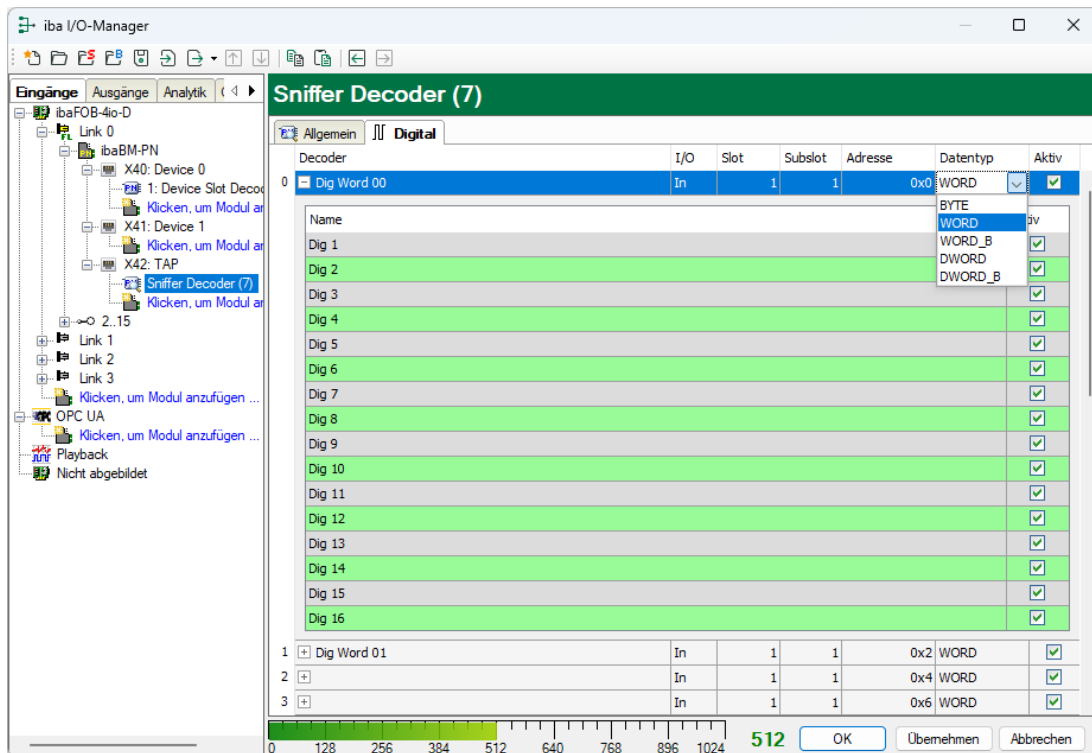 iba I/O-Manager
Eingänge Ausgänge Analytik
ibaFOB-4io-D
Link 0
ibaBM-PN
X40: Device 0
1: Device Slot Decod
Klicken, um Modul an
X41: Device 1
Klicken, um Modul an
X42: TAP
Sniffer Decoder (7)
Klicken, um Modul an
2..15
Link 1
Link 2
Link 3
Klicken, um Modul anzufügen ...
OPC UA
Klicken, um Modul anzufügen ...
Playback
Nicht abgebildet
Sniffer Decoder (7)
Allgemein Digital
Decoder I/O Slot Subslot Adresse Datentyp Aktiv
0 Dig Word 00 In 1 1 0x0 WORD
BYTE
WORD
WORD_B
DWORD
DWORD_B
Name iv
Dig 1
Dig 2
Dig 3
Dig 4
Dig 5
Dig 6
Dig 7
Dig 8
Dig 9
Dig 10
Dig 11
Dig 12
Dig 13
Dig 14
Dig 15
Dig 16
1 Dig Word 01 In 1 1 0x2 WORD
2 In 1 1 0x4 WORD
3 In 1 1 0x6 WORD
0 128 256 384 512 640 768 896 1024
512 OK Übernehmen Abbrechen